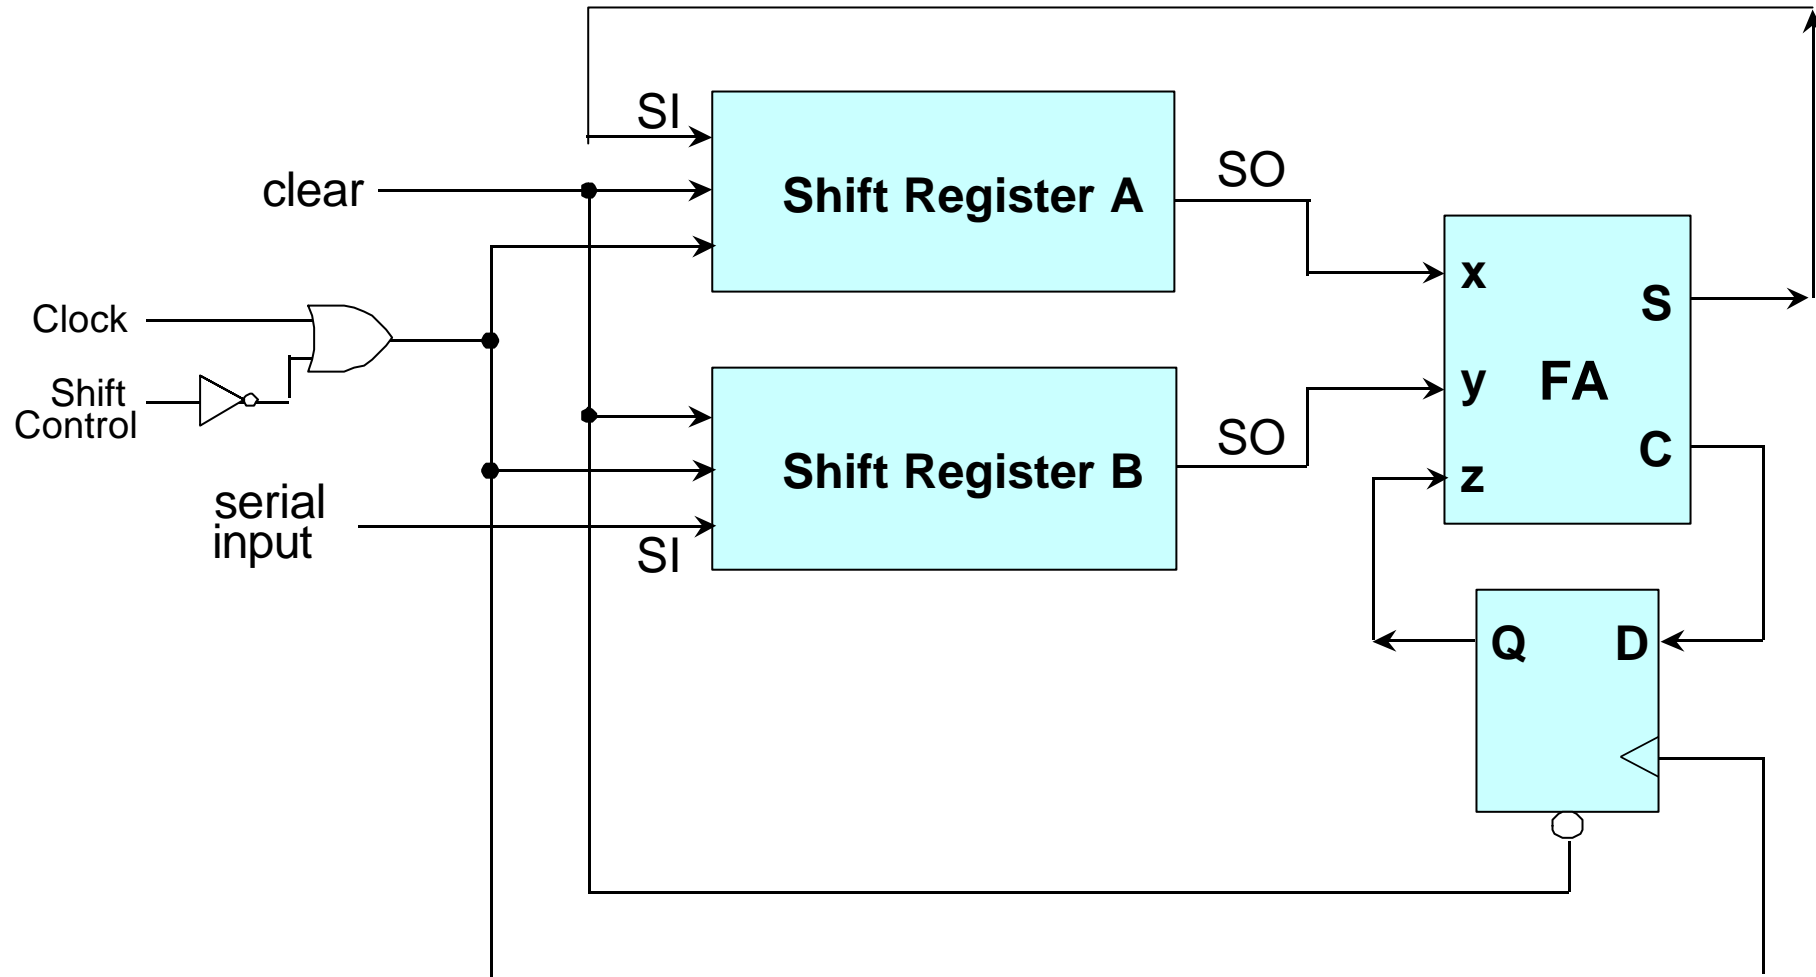 SI
Shift Register A
SO
clear
x
S
Clock
Shift
Control
y
FA
SO
C
Shift Register B
z
serial
input
SI
Q
D